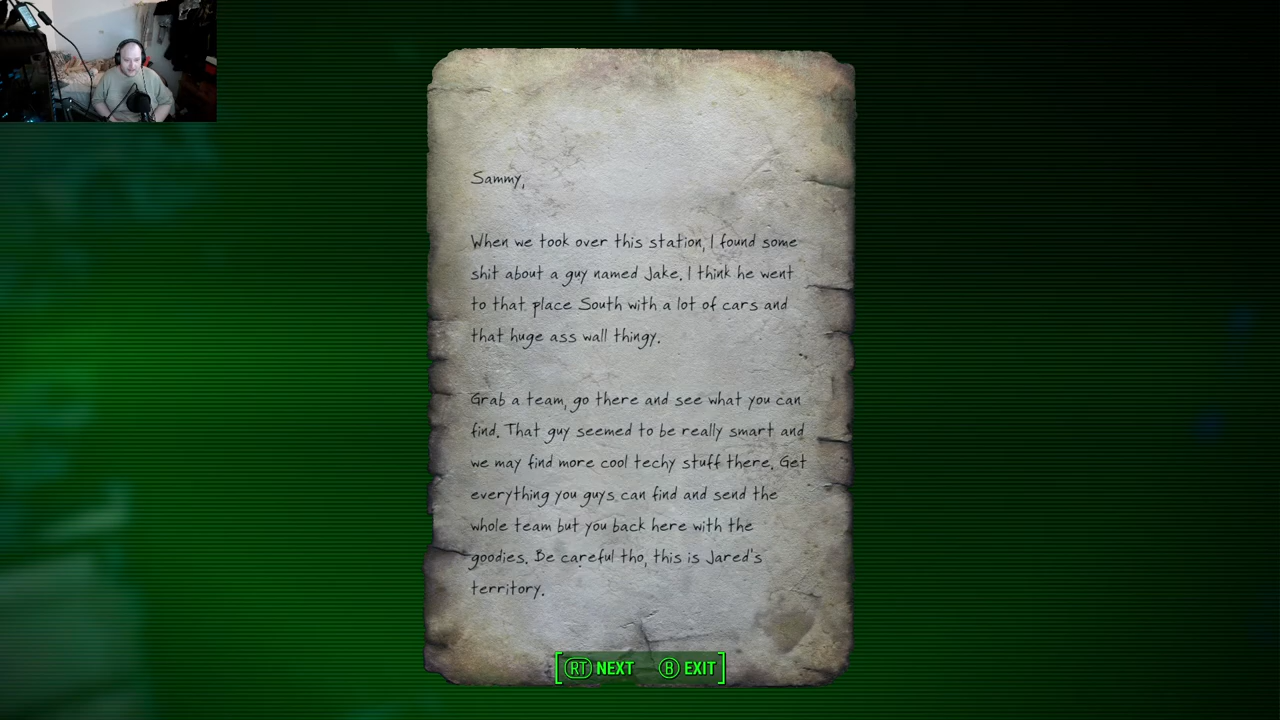 Sammy,
When we took over this station, I found some
shit about a guy named Jake. I think he went
to that place South with a lot of cars and
that huge ass wall thingy.
Grab a team, go there and see what you can
find. That guy seemed to be really smart and
we may find more cool techy stuff there. Get
everything you guys can find and send the
whole team but you back here with the
goodies. Be careful tho, this is Jared's
territory.
RT NEXT B EXIT